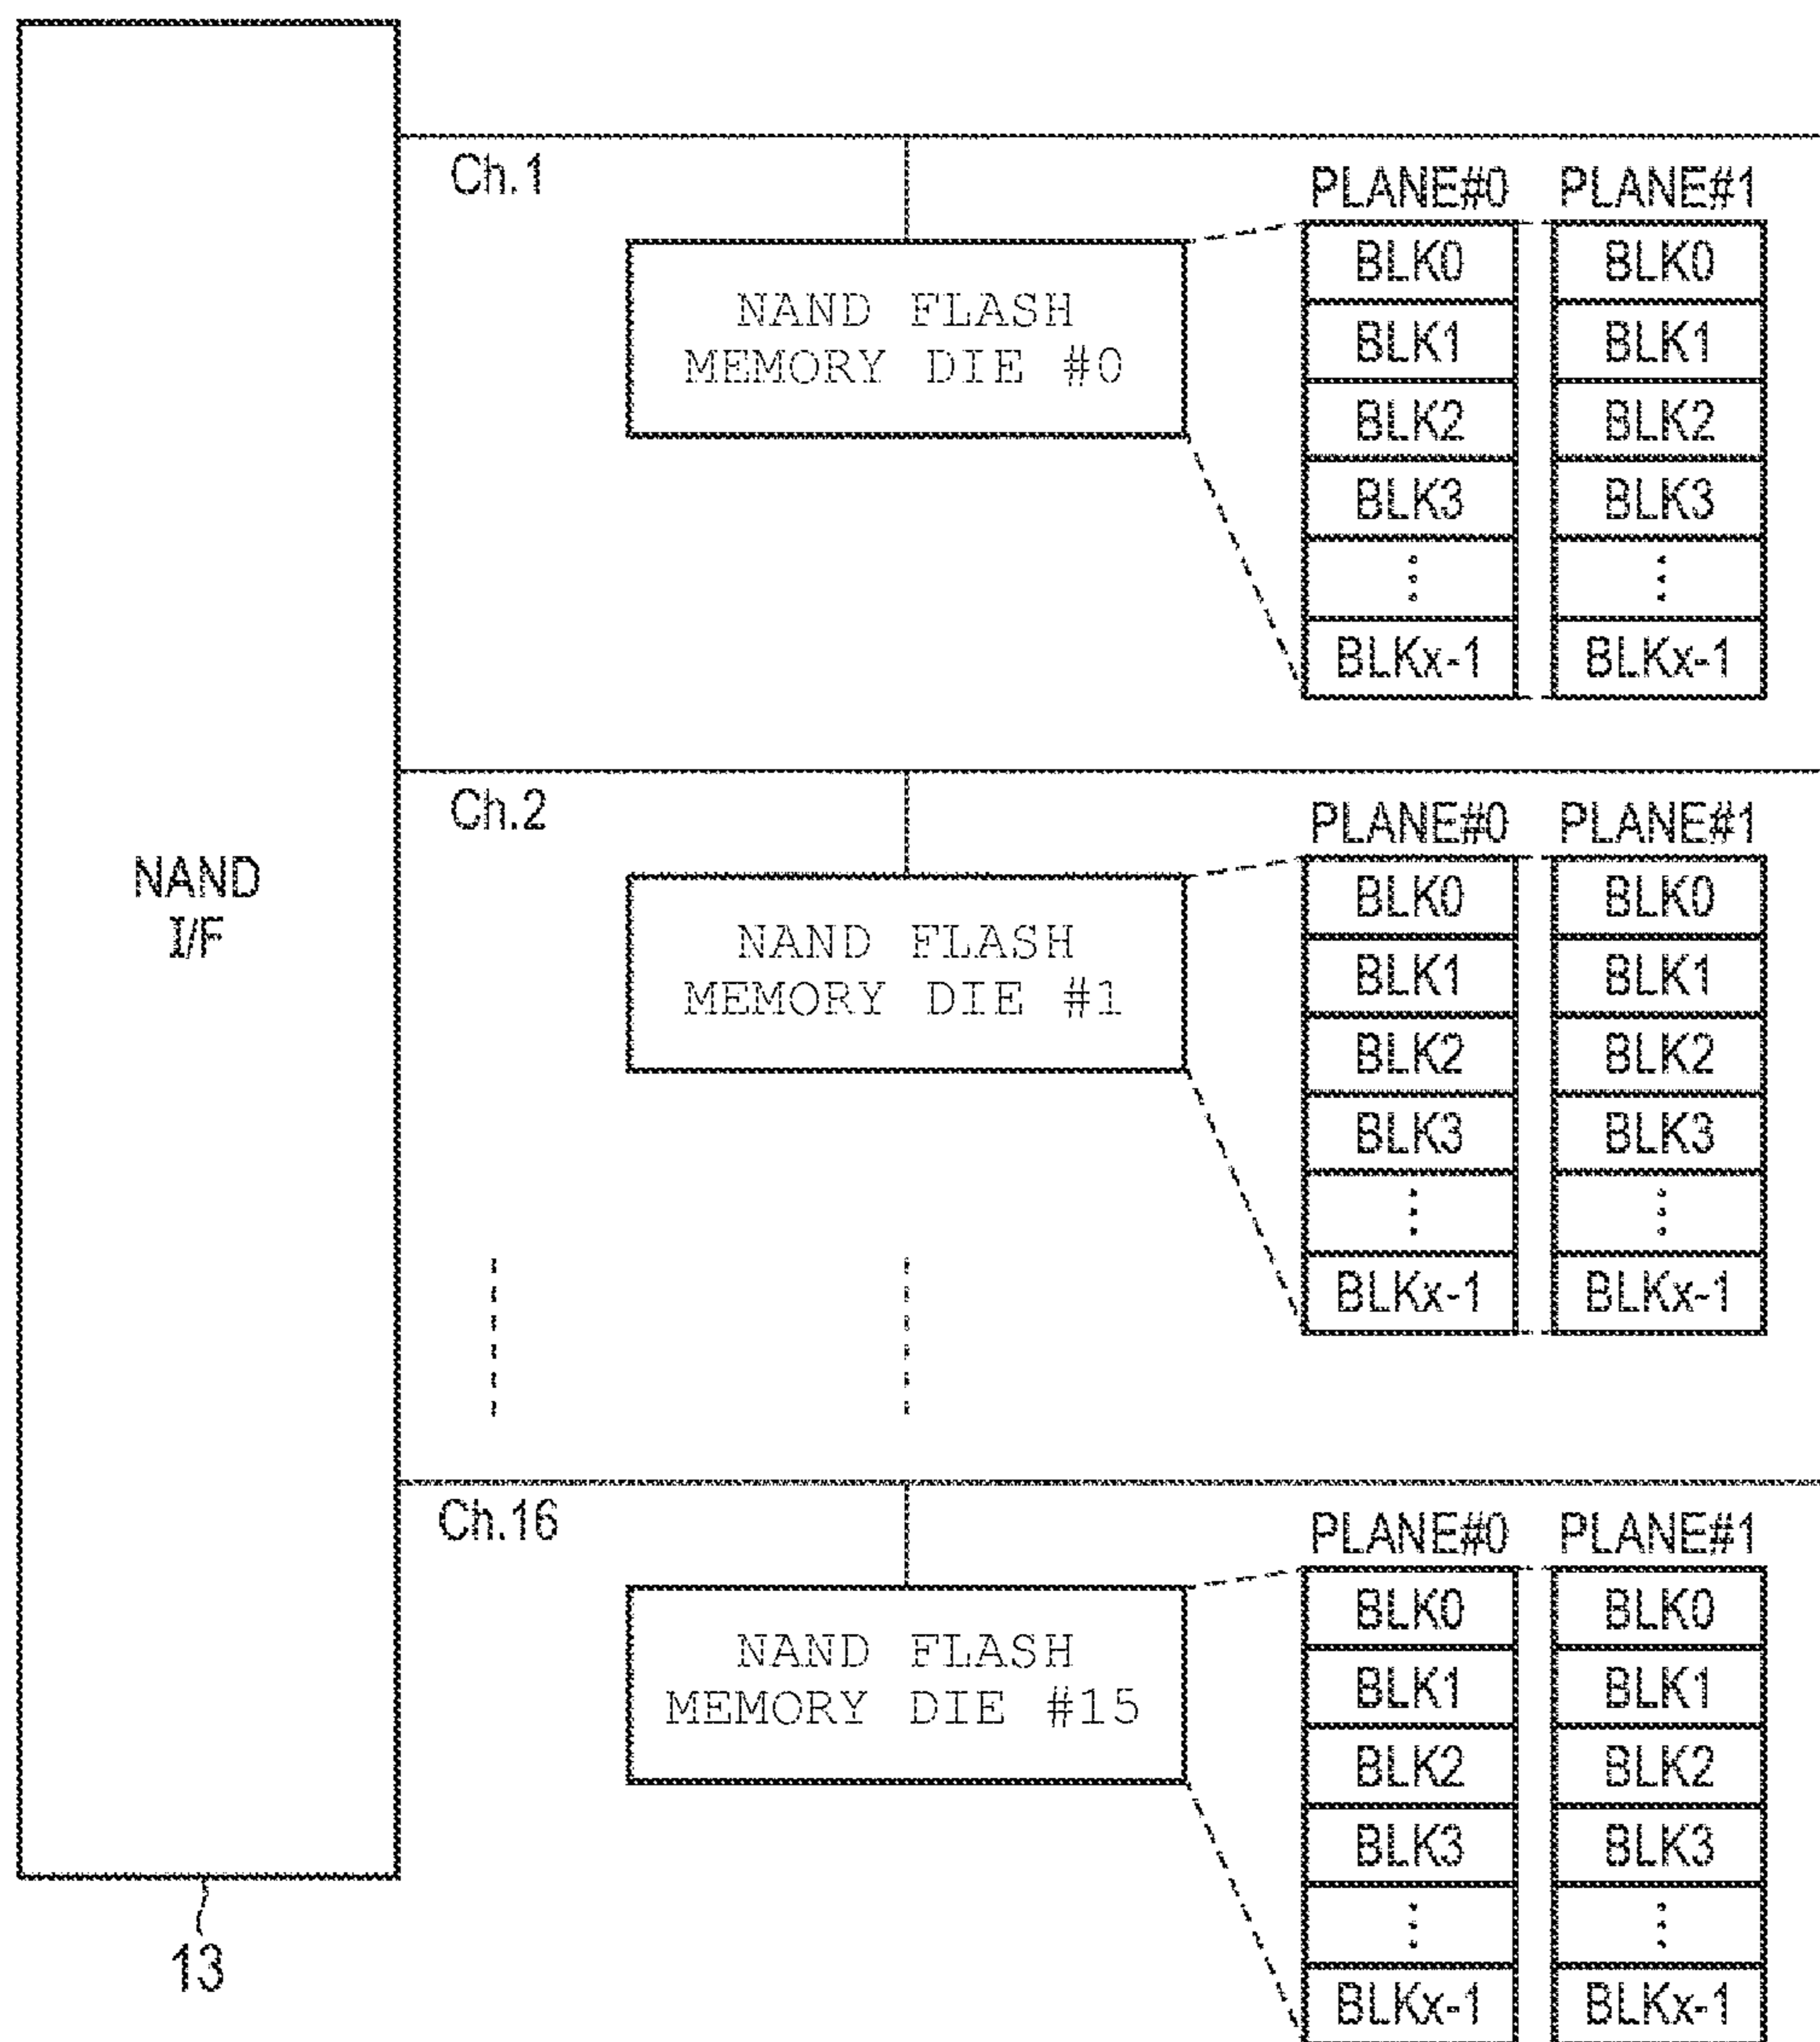 NAND
I/F
13
Ch.1
NAND FLASH
MEMORY DIE #0
PLANE#0 PLANE#1
BLK0 BLK0
BLK1 BLK1
BLK2 BLK2
BLK3 BLK3
BLKx-1 BLKx-1
Ch.2
NAND FLASH
MEMORY DIE #1
PLANE#0 PLANE#1
BLK0 BLK0
BLK1 BLK1
BLK2 BLK2
BLK3 BLK3
BLKx-1 BLKx-1
Ch.16
NAND FLASH
MEMORY DIE #15
PLANE#0 PLANE#1
BLK0 BLK0
BLK1 BLK1
BLK2 BLK2
BLK3 BLK3
BLKx-1 BLKx-1